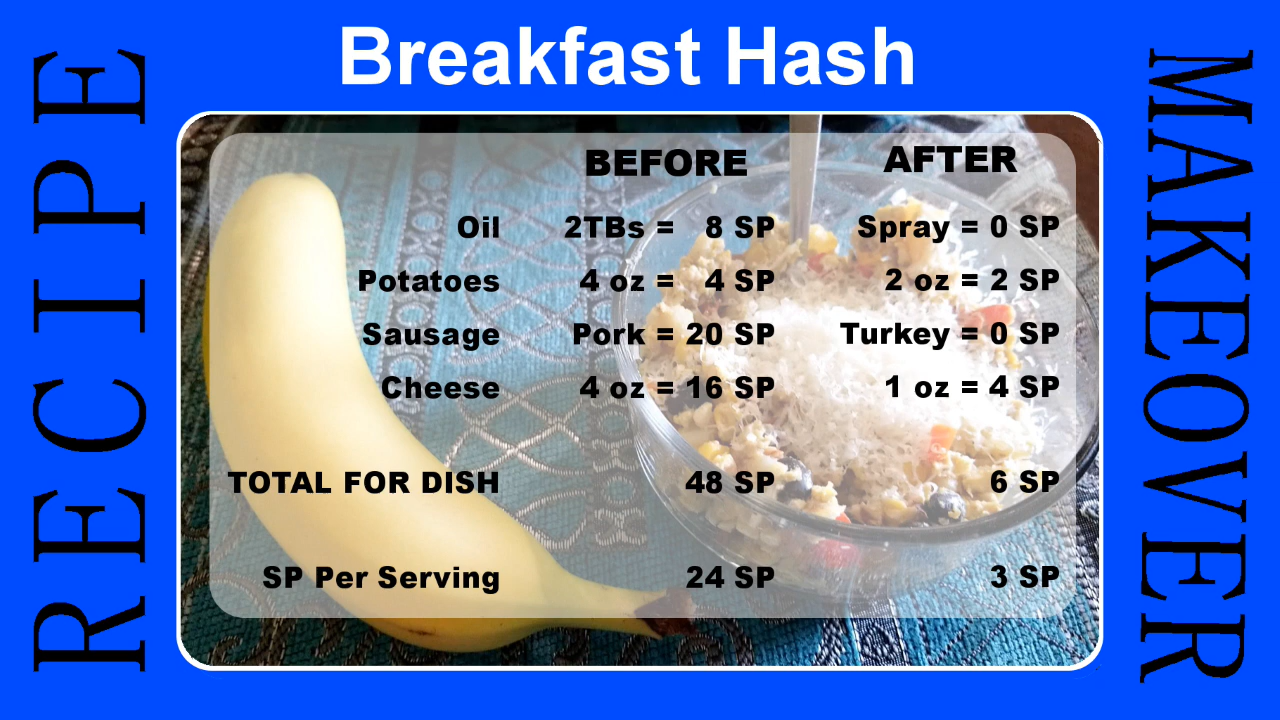 Breakfast Hash
RECIPE
MAKEOVER
BEFORE AFTER
Oil 2TBs = 8 SP Spray = 0 SP
Potatoes 4 oz = 4 SP 2 oz = 2 SP
Sausage Pork = 20 SP Turkey = 0 SP
Cheese 4 oz = 16 SP 1 oz = 4 SP
TOTAL FOR DISH 48 SP 6 SP
SP Per Serving 24 SP 3 SP